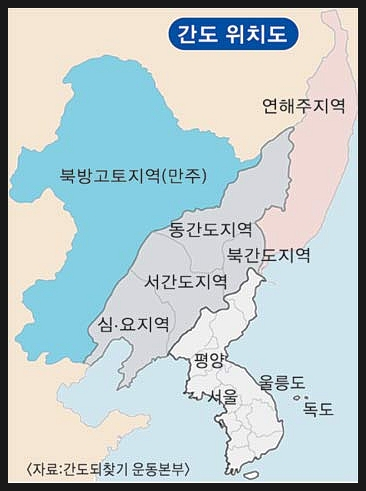 간도 위치도
연해주지역
북방고토지역(만주)
동간도지역
북간도지역
서간도지역
심·요지역
평양
울릉도
서울
독도
〈자료:간도되찾기 운동본부〉